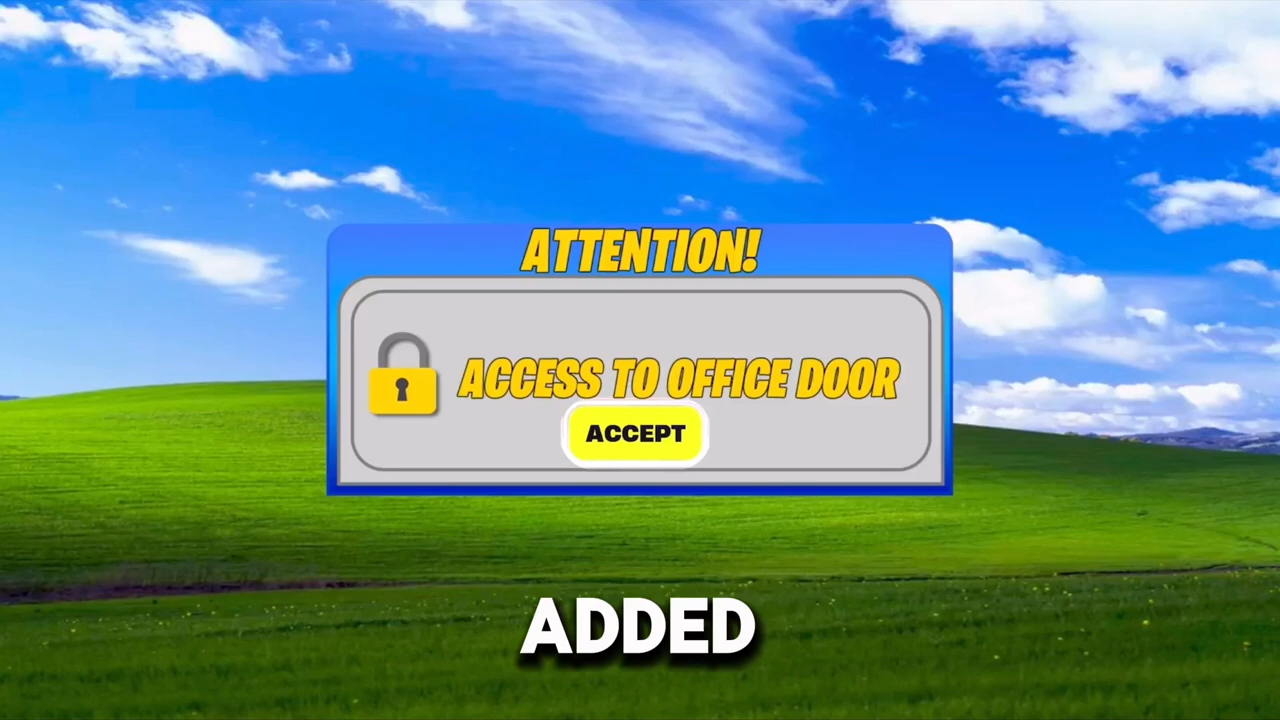 ATTENTION!
ACCESS TO OFFICE DOOR
ACCEPT
ADDED